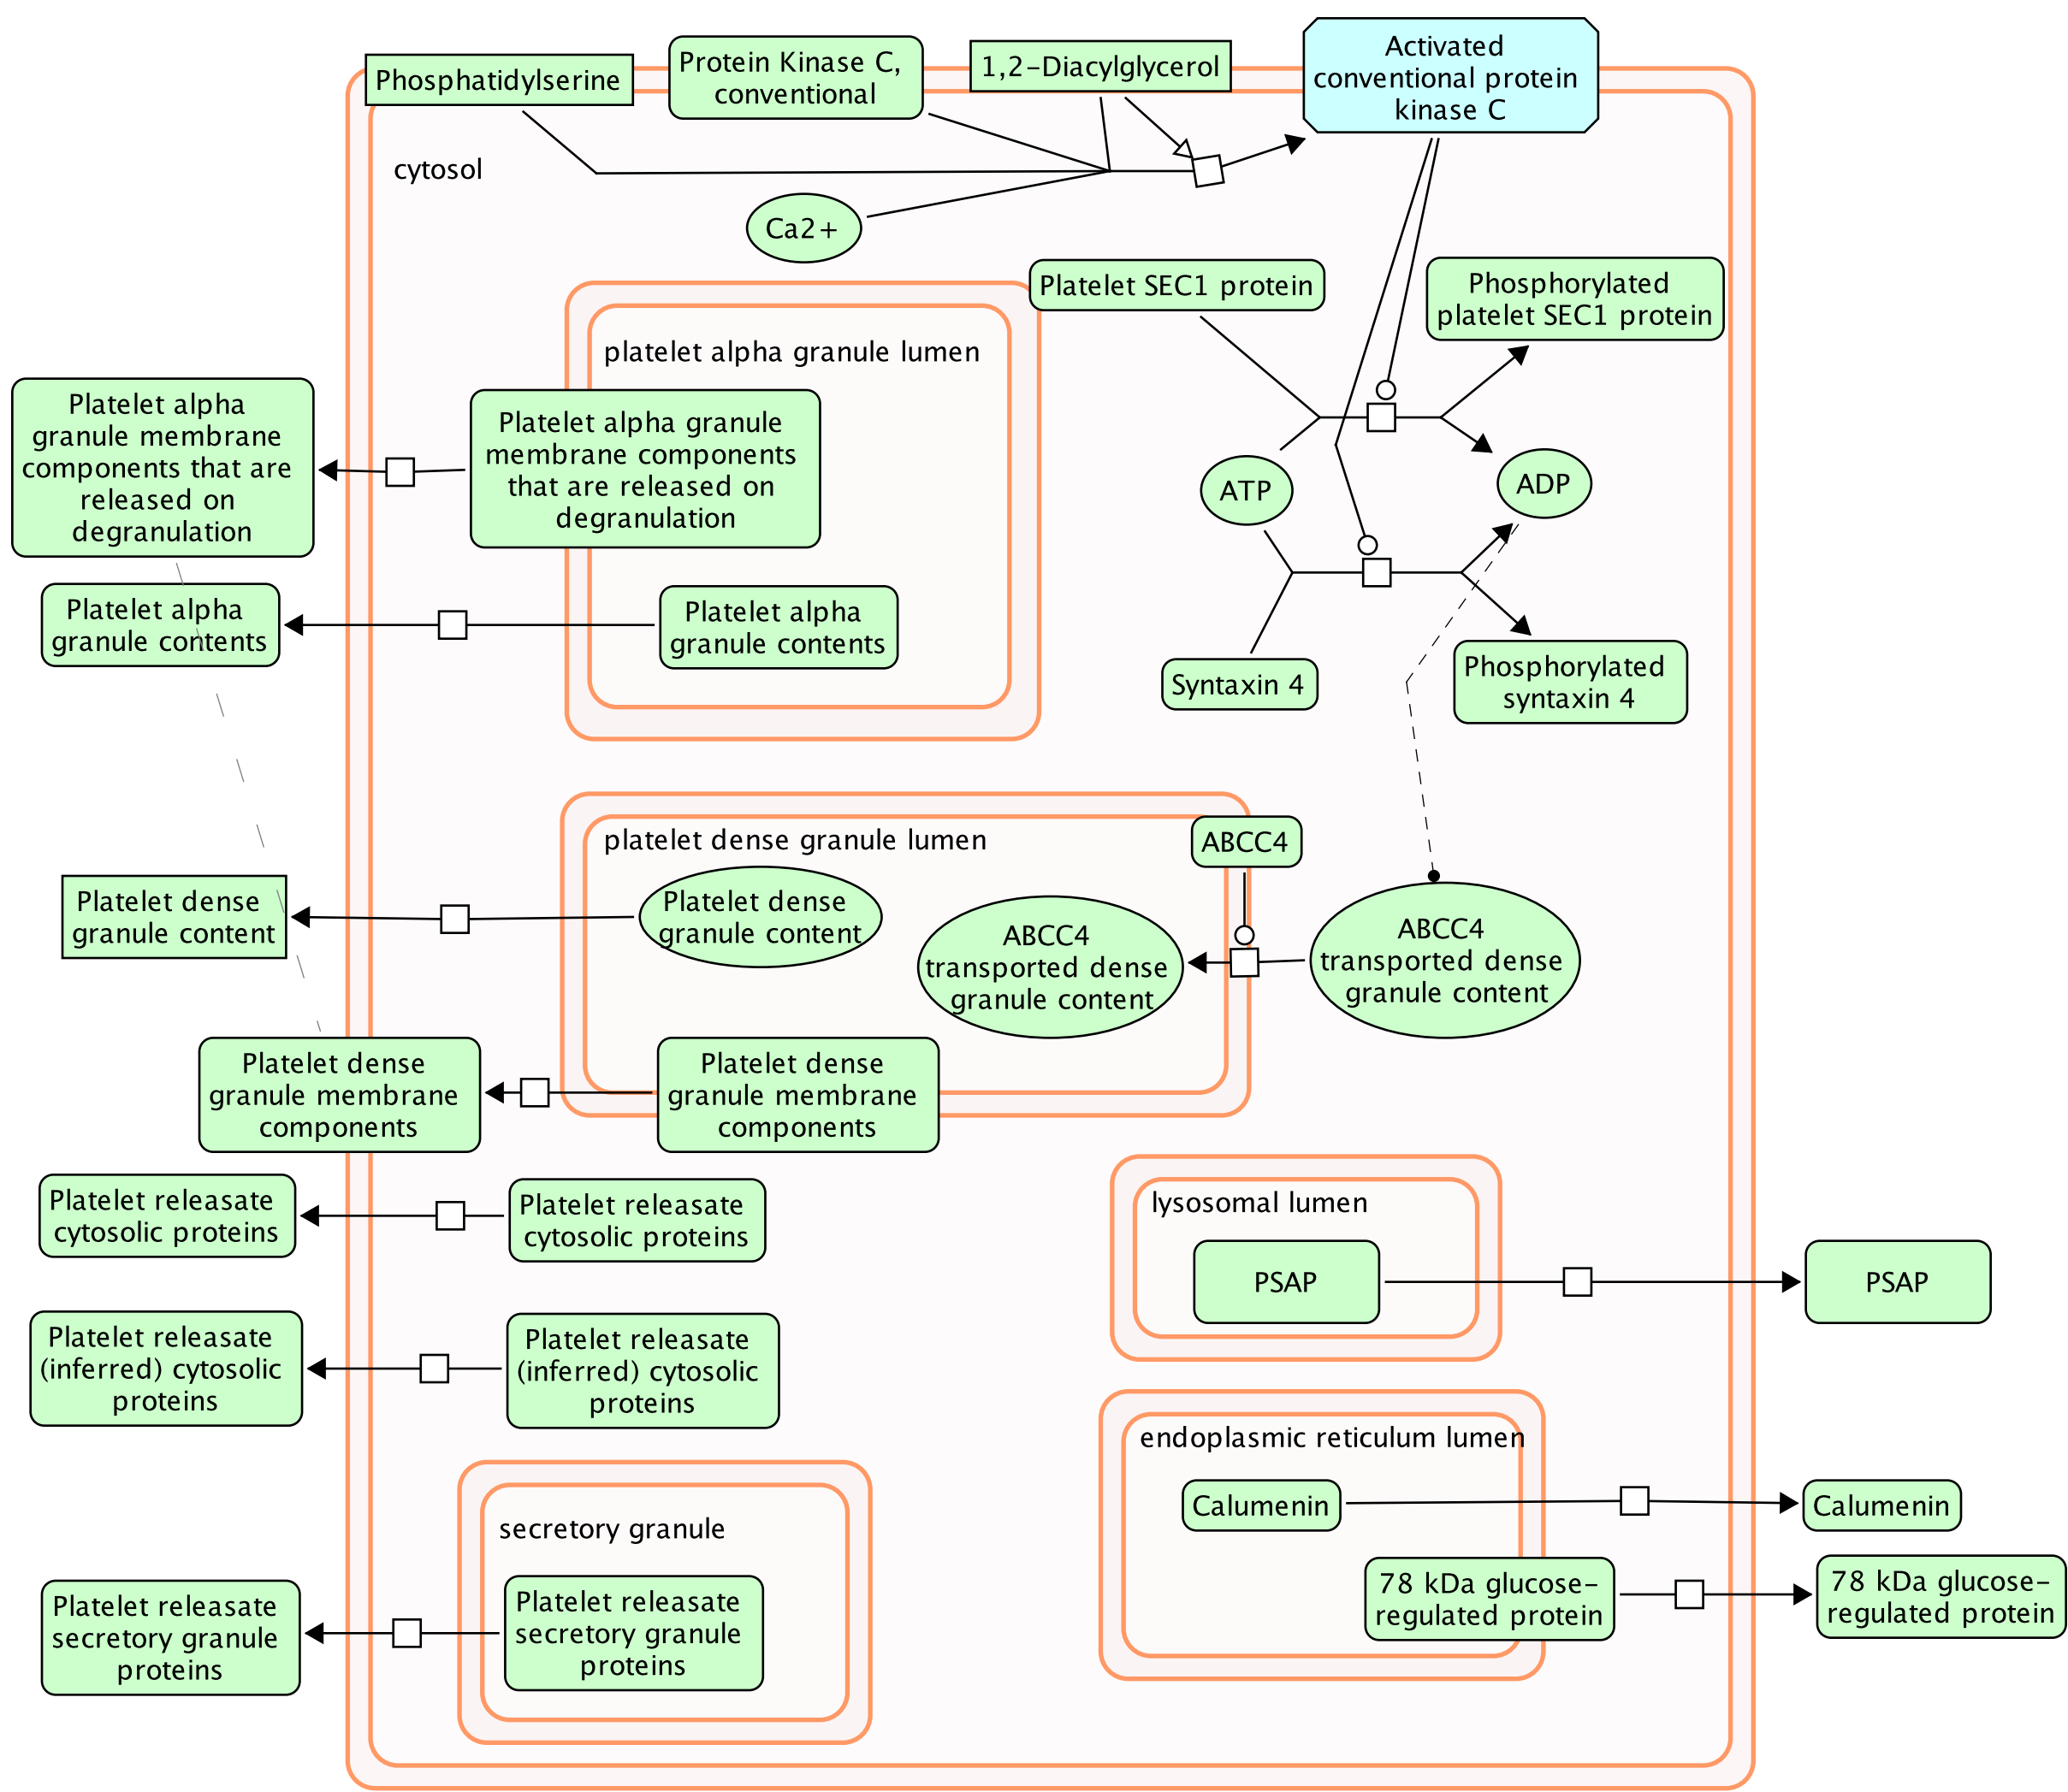 Phosphatidylserine
Protein Kinase C,
conventional
1,2-Diacylglycerol
Activated
conventional protein
kinase C
cytosol
Ca2+
Platelet SEC1 protein
Phosphorylated
platelet SEC1 protein
platelet alpha granule lumen
Platelet alpha
granule membrane
components that are
released on
degranulation
Platelet alpha granule
membrane components
that are released on
degranulation
ATP
ADP
Platelet alpha
granule contents
Platelet alpha
granule contents
Syntaxin 4
Phosphorylated
syntaxin 4
platelet dense granule lumen
ABCC4
Platelet dense
granule content
Platelet dense
granule content
ABCC4
transported dense
granule content
ABCC4
transported dense
granule content
Platelet dense
granule membrane
components
Platelet dense
granule membrane
components
Platelet releasate
cytosolic proteins
Platelet releasate
cytosolic proteins
lysosomal lumen
PSAP
PSAP
Platelet releasate
(inferred) cytosolic
proteins
Platelet releasate
(inferred) cytosolic
proteins
endoplasmic reticulum lumen
Calumenin
Calumenin
secretory granule
78 kDa glucose-
regulated protein
78 kDa glucose-
regulated protein
Platelet releasate
secretory granule
proteins
Platelet releasate
secretory granule
proteins